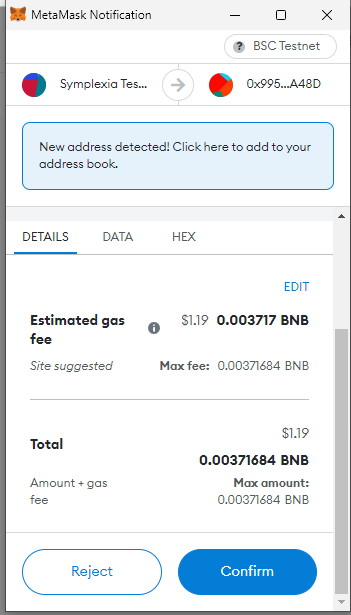 MetaMask Notification
? BSC Testnet
Symplexia Tes... 0x995...A48D
New address detected! Click here to add to your
address book.
DETAILS DATA HEX
EDIT
Estimated gas fee $1.19 0.003717 BNB
Site suggested Max fee: 0.00371684 BNB
$1.19
Total
0.00371684 BNB
Amount + gas Max amount:
fee 0.00371684 BNB
Reject Confirm